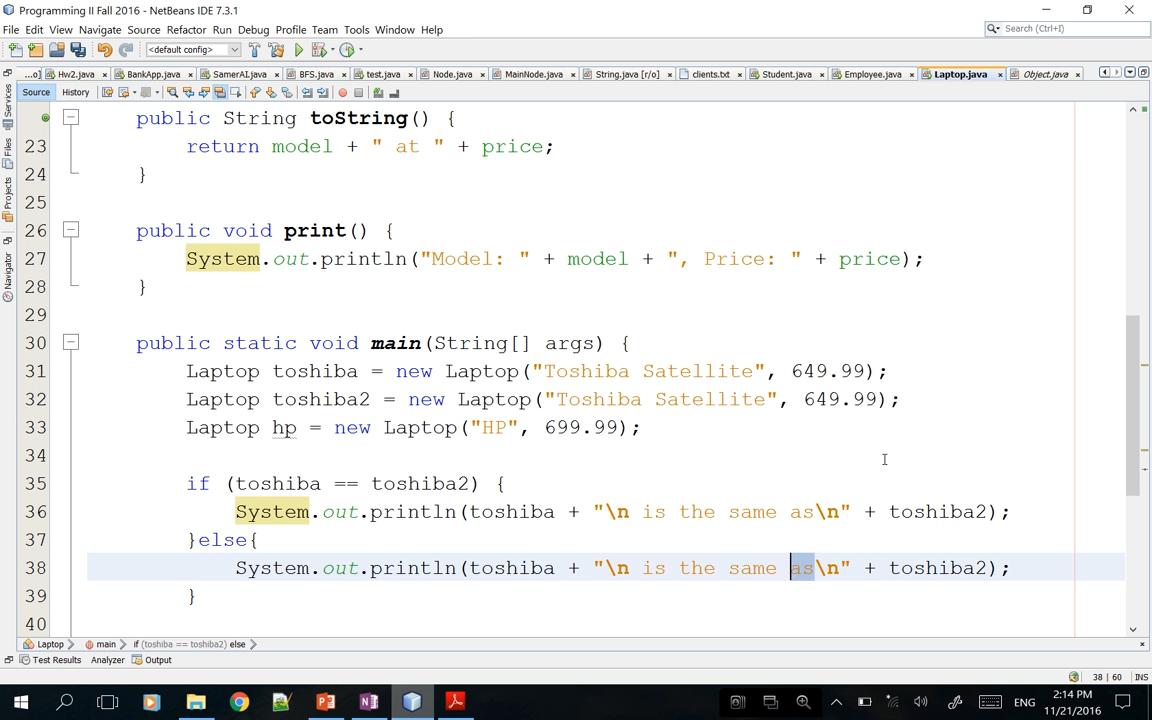 Programming II Fall 2016 - NetBeans IDE 7.3.1
File Edit View Navigate Source Refactor Run Debug Profile Team Tools Window Help
Search (Ctrl+I)
<default config>
...o] Hw2.java BankApp.java SamerAI.java BFS.java test.java Node.java MainNode.java String.java [r/o] clients.txt Student.java Employee.java Laptop.java Object.java
Source History
Services
Files
Projects
Navigator
public String toString() {
23 return model + " at " + price;
24 }
25
26 public void print() {
27 System.out.println("Model: " + model + ", Price: " + price);
28 }
29
30 public static void main(String[] args) {
31 Laptop toshiba = new Laptop("Toshiba Satellite", 649.99);
32 Laptop toshiba2 = new Laptop("Toshiba Satellite", 649.99);
33 Laptop hp = new Laptop("HP", 699.99);
34
35 if (toshiba == toshiba2) {
36 System.out.println(toshiba + "\n is the same as\n" + toshiba2);
37 }else{
38 System.out.println(toshiba + "\n is the same as\n" + toshiba2);
39 }
40
Laptop main if (toshiba == toshiba2) else
Test Results Analyzer Output
38 | 60 INS
ENG
2:14 PM
11/21/2016